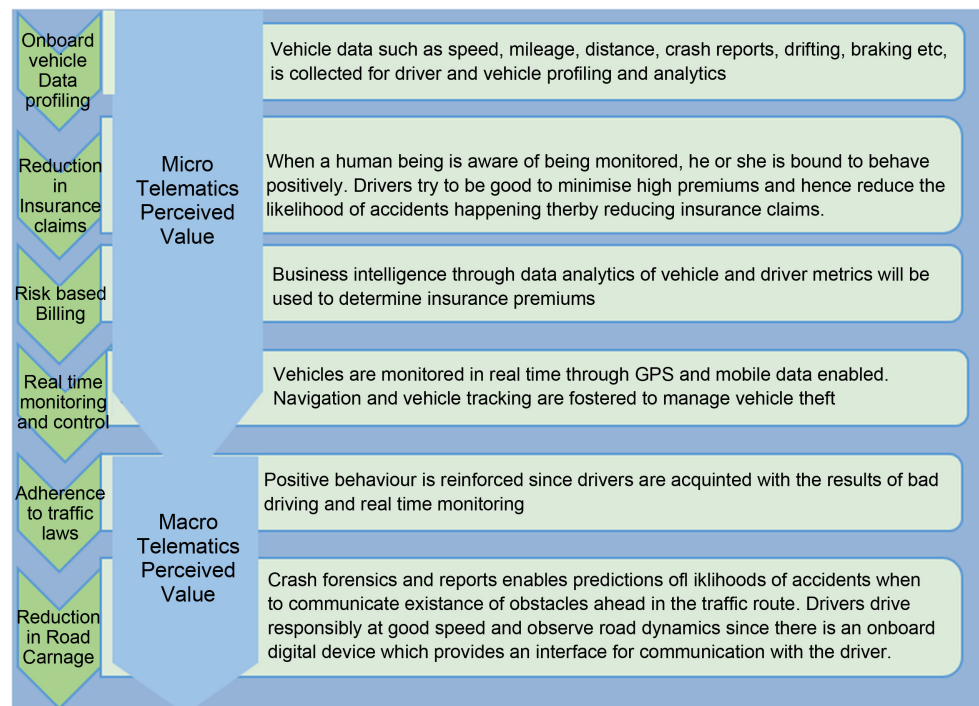 Onboard
vehicle
Data
profiling
Vehicle data such as speed, mileage, distance, crash reports, drifting, braking etc,
is collected for driver and vehicle profiling and analytics
Micro
Telematics
Perceived
Value
Reduction
in
Insurance
claims
When a human being is aware of being monitored, he or she is bound to behave
positively. Drivers try to be good to minimise high premiums and hence reduce the
likelihood of accidents happening therby reducing insurance claims.
Risk based
Billing
Business intelligence through data analytics of vehicle and driver metrics will be
used to determine insurance premiums
Real time
monitoring
and control
Vehicles are monitored in real time through GPS and mobile data enabled.
Navigation and vehicle tracking are fostered to manage vehicle theft
Adherence
to traffic
laws
Positive behaviour is reinforced since drivers are acquinted with the results of bad
driving and real time monitoring
Macro
Telematics
Perceived
Value
Reduction
in Road
Carnage
Crash forensics and reports enables predictions ofl iklihoods of accidents when
to communicate existance of obstacles ahead in the traffic route. Drivers drive
responsibly at good speed and observe road dynamics since there is an onboard
digital device which provides an interface for communication with the driver.